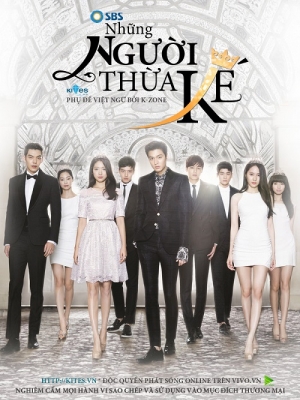 SBS
Những
NGƯỜI
THỪA KẾ
KITES
PHỤ ĐỀ VIỆT NGỮ BỞI K-ZONE
HTTP://KITES.VN * ĐỘC QUYỀN PHÁT SÓNG ONLINE TRÊN VIVO.VN
NGHIÊM CẤM MỌI HÀNH VI SAO CHÉP VÀ SỬ DỤNG VÀO MỤC ĐÍCH THƯƠNG MẠI